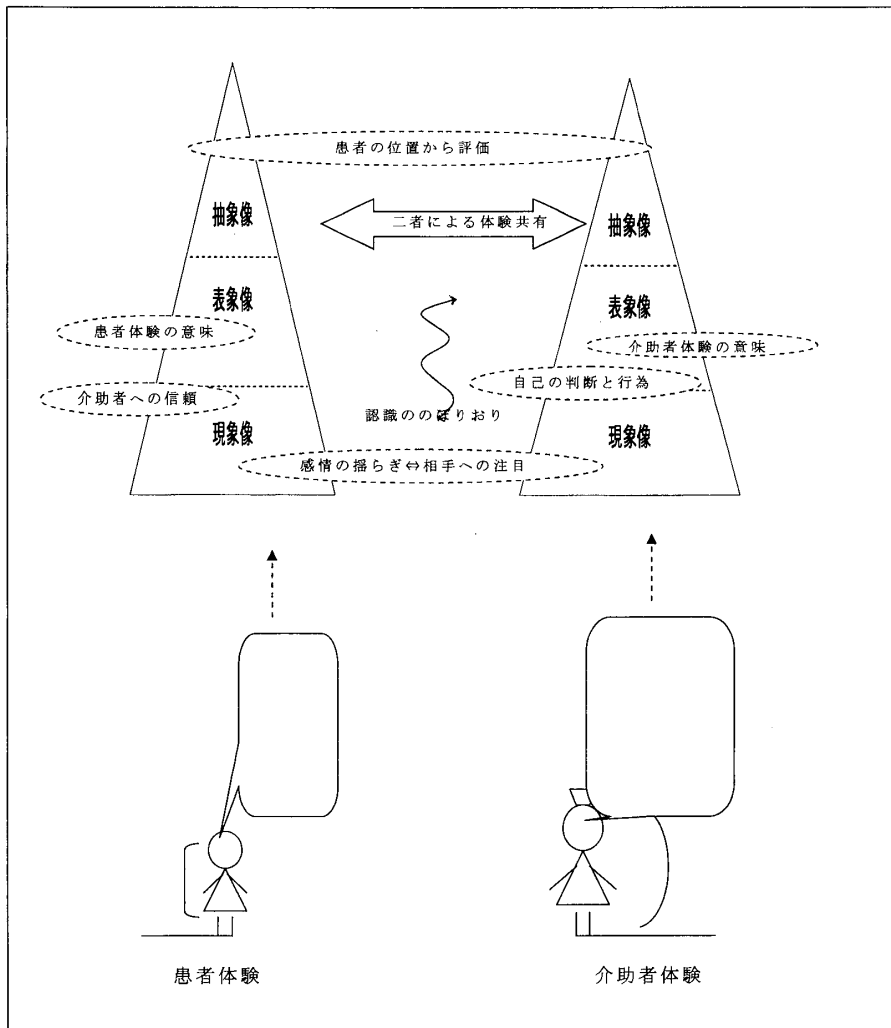 患者の位置から評価
抽象像
二者による体験共有
抽象像
表象像
表象像
患者体験の意味
介助者体験の意味
自己の判断と行為
介助者への信頼
認識ののぼりおり
現象像
現象像
感情の揺らぎ⇔相手への注目
患者体験
介助者体験